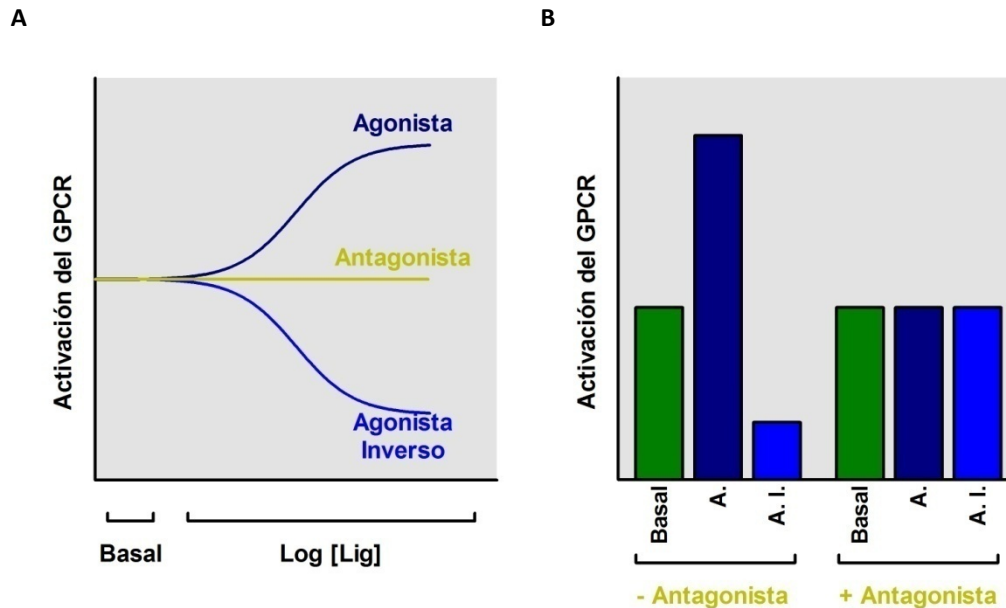 A
Activación del GPCR
Agonista
Antagonista
Agonista
Inverso
Basal
Log [Lig]
B
Activación del GPCR
Basal
A.
A. I.
Basal
A.
A. I.
- Antagonista
+ Antagonista